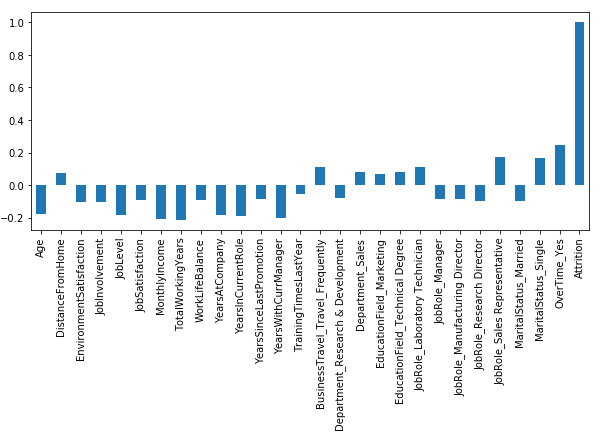 1.0
0.8
0.6
0.4
0.2
0.0
−0.2
Age
DistanceFromHome
EnvironmentSatisfaction
JobInvolvement
JobLevel
JobSatisfaction
MonthlyIncome
TotalWorkingYears
WorkLifeBalance
YearsAtCompany
YearsInCurrentRole
YearsSinceLastPromotion
YearsWithCurrManager
TrainingTimesLastYear
BusinessTravel_Travel_Frequently
Department_Research & Development
Department_Sales
EducationField_Marketing
EducationField_Technical Degree
JobRole_Laboratory Technician
JobRole_Manager
JobRole_Manufacturing Director
JobRole_Research Director
JobRole_Sales Representative
MaritalStatus_Married
MaritalStatus_Single
OverTime_Yes
Attrition